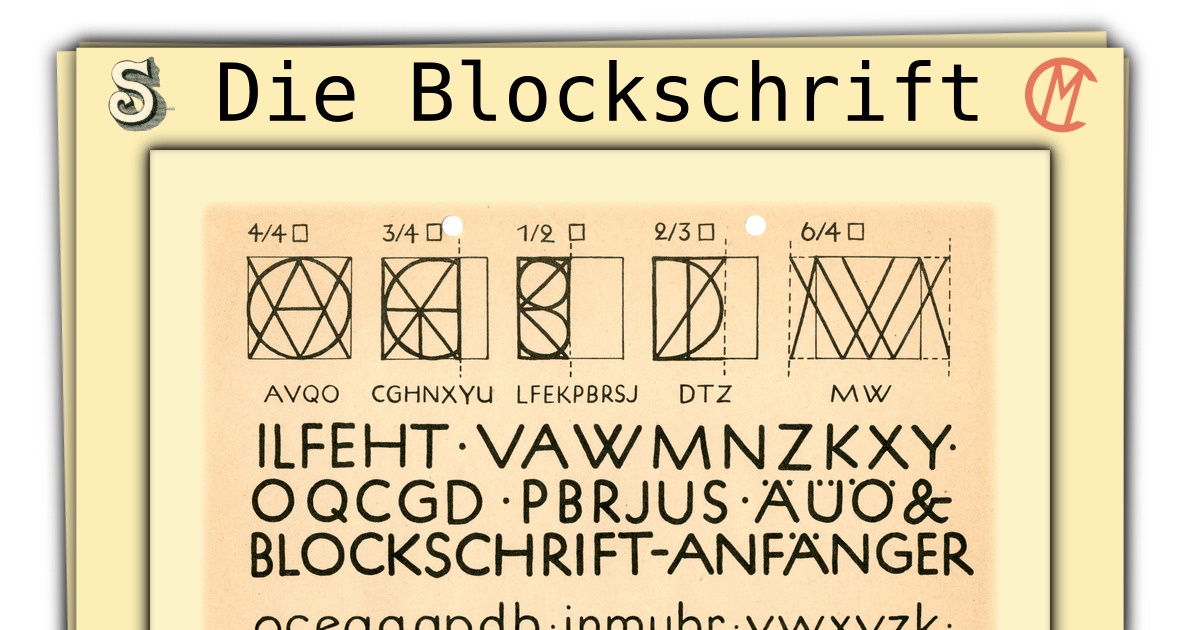 S Die Blockschrift CM
4/4 □ 3/4 □ 1/2 □ 2/3 □ 6/4 □
AVQO CGHNXYU LFEKPBRSJ DTZ MW
ILFEHT · VAWMNZKXY·
OQCGD · PBRJUS · ÄÜÖ &
BLOCKSCHRIFT-ANFÄNGER